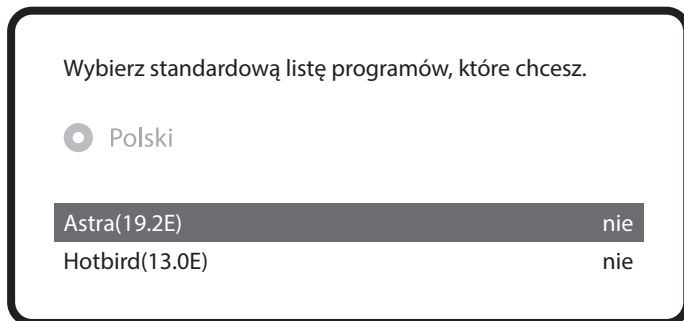 Wybierz standardową listę programów, które chcesz.
Polski
Astra(19.2E) nie
Hotbird(13.0E) nie